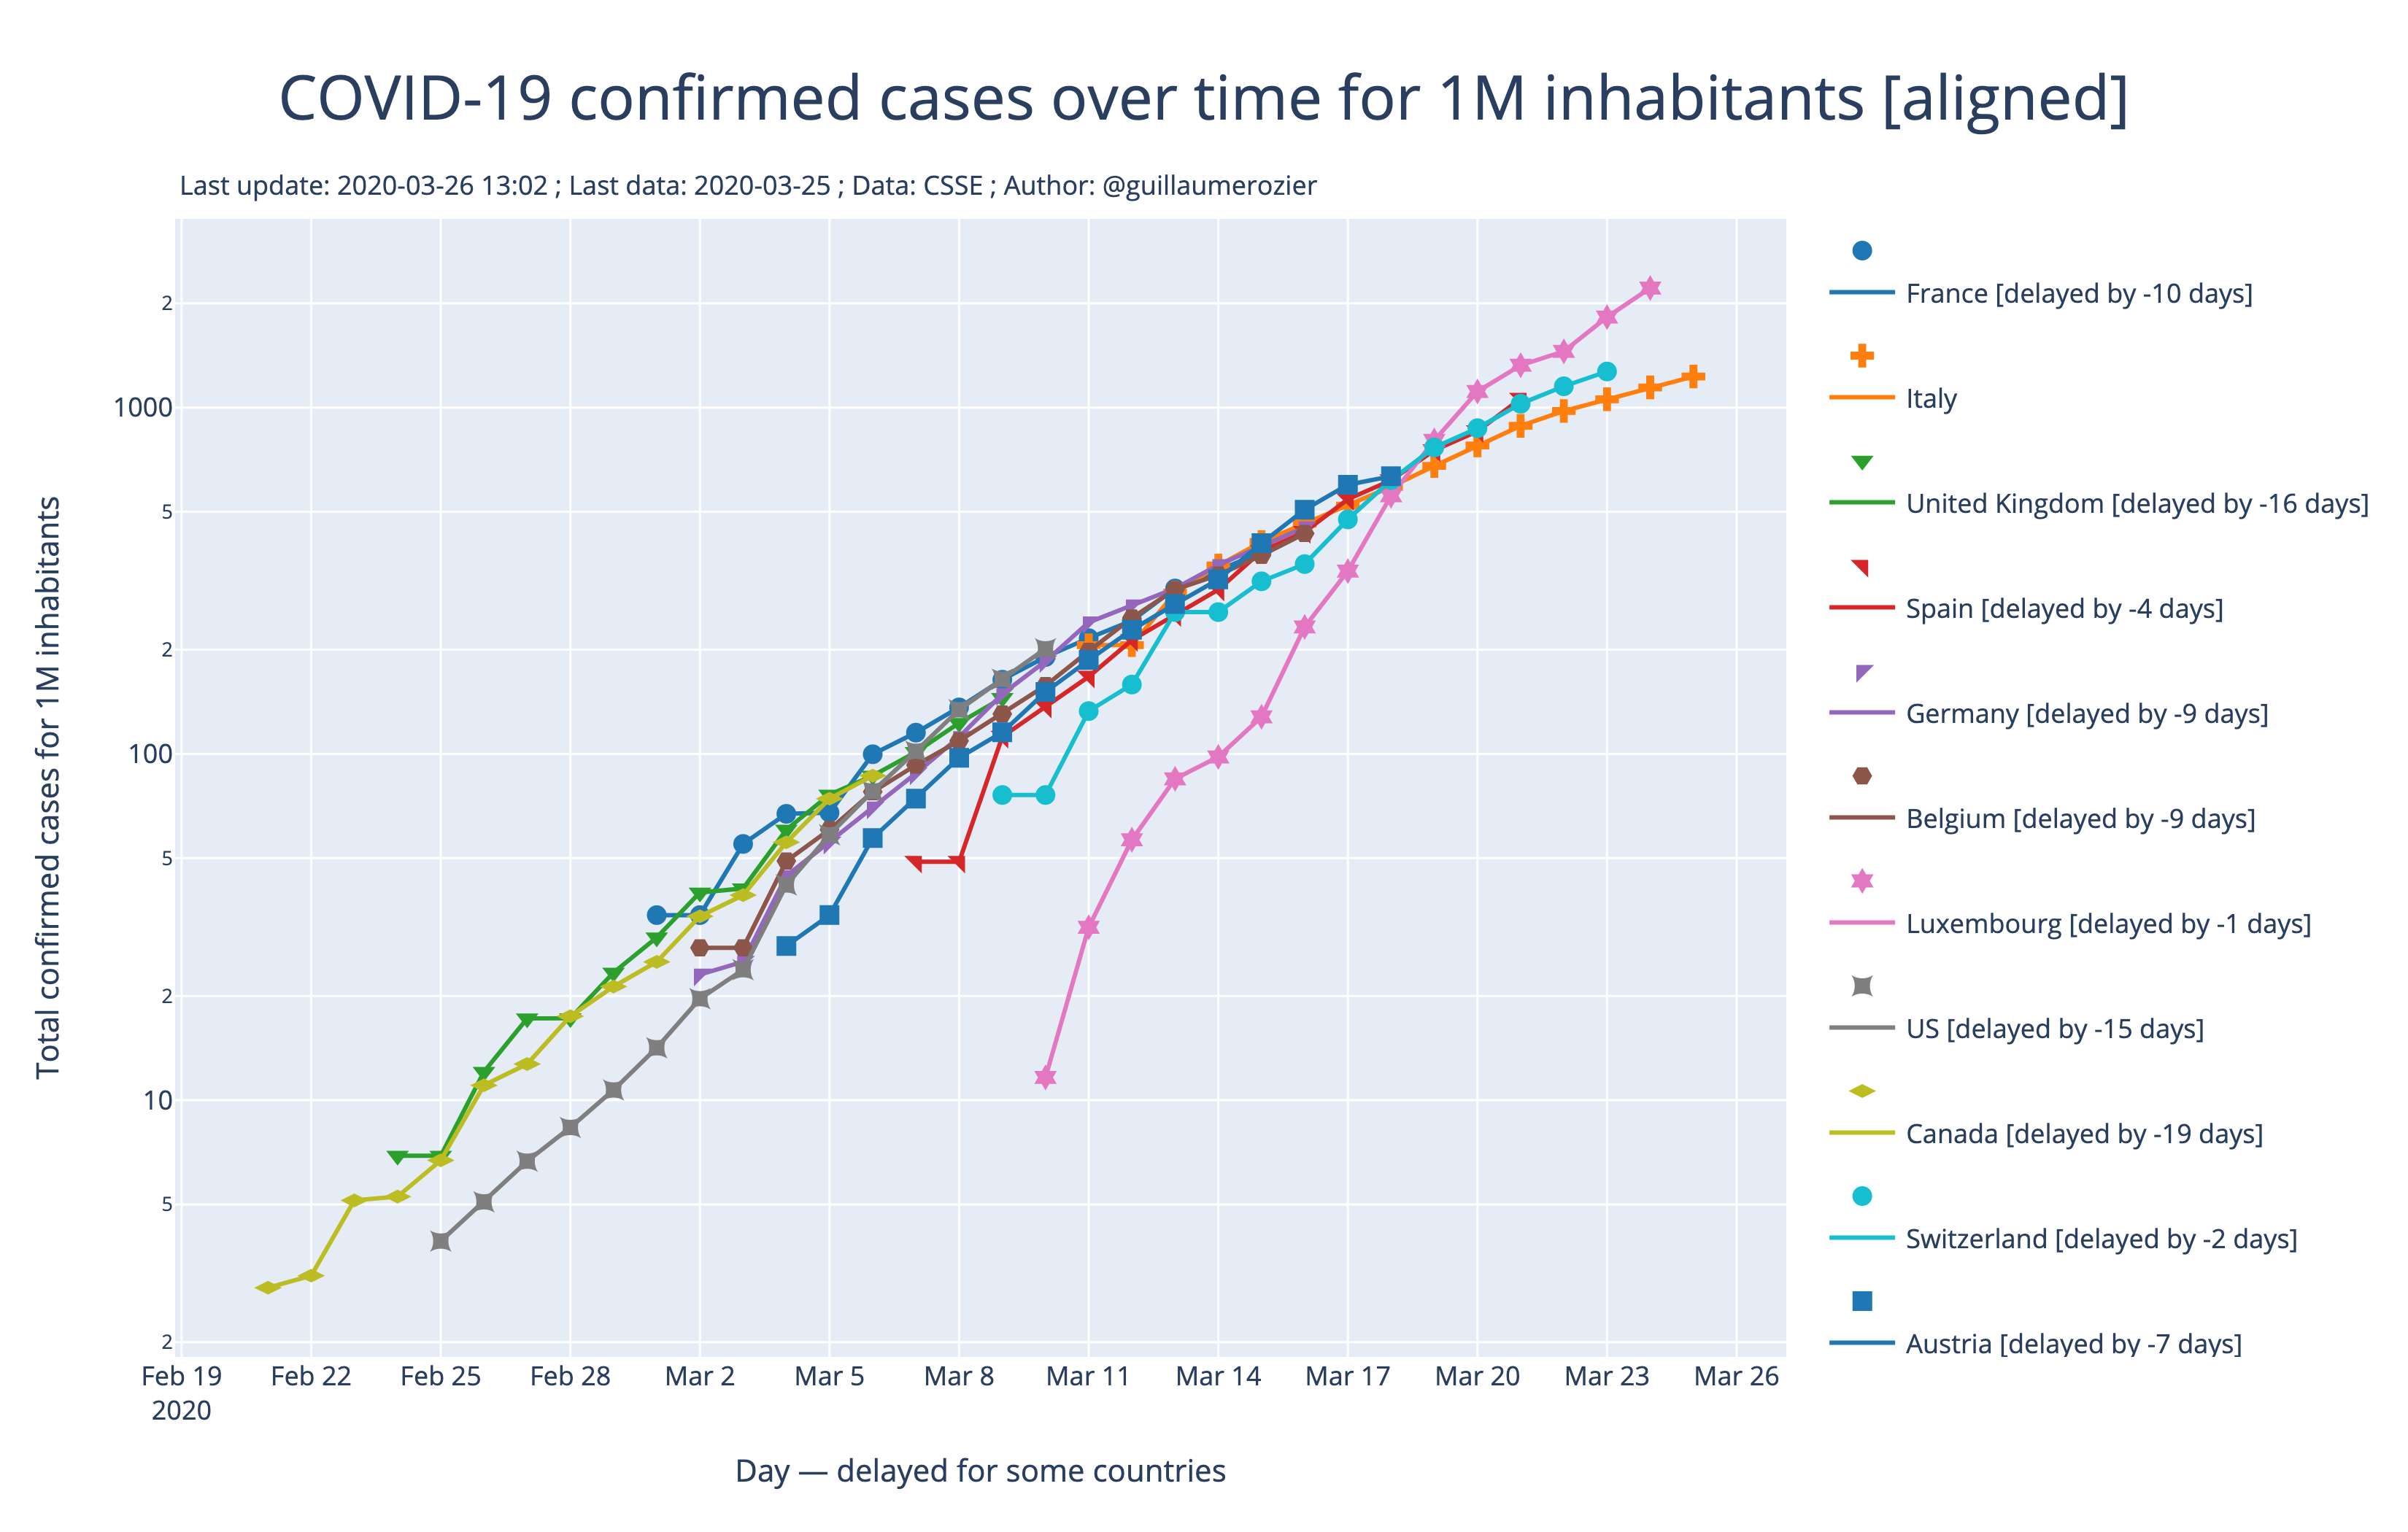 COVID-19 confirmed cases over time for 1M inhabitants [aligned]
Last update: 2020-03-26 13:02 ; Last data: 2020-03-25 ; Data: CSSE ; Author: @guillaumerozier
Total confirmed cases for 1M inhabitants
2
1000
5
2
100
5
2
10
5
2
Feb 19
2020
Feb 22
Feb 25
Feb 28
Mar 2
Mar 5
Mar 8
Mar 11
Mar 14
Mar 17
Mar 20
Mar 23
Mar 26
Day — delayed for some countries
France [delayed by -10 days]
Italy
United Kingdom [delayed by -16 days]
Spain [delayed by -4 days]
Germany [delayed by -9 days]
Belgium [delayed by -9 days]
Luxembourg [delayed by -1 days]
US [delayed by -15 days]
Canada [delayed by -19 days]
Switzerland [delayed by -2 days]
Austria [delayed by -7 days]